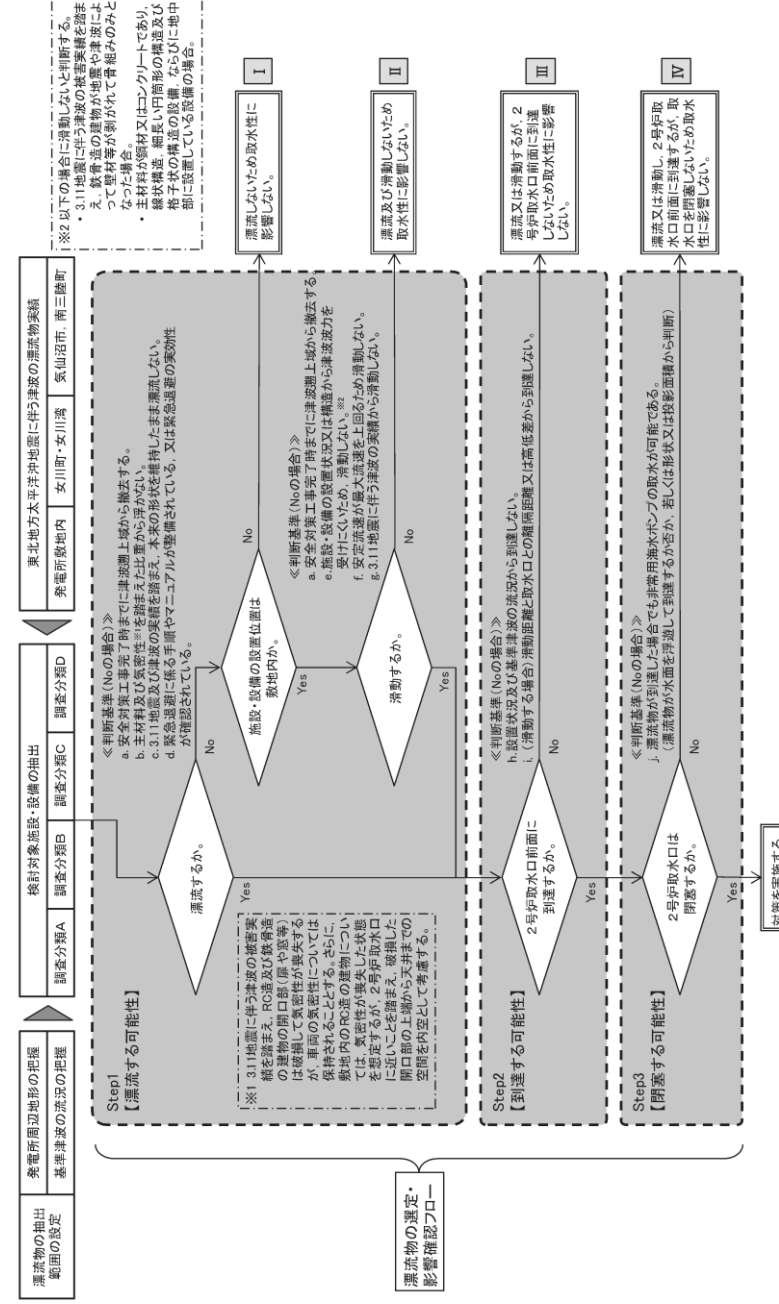 漂流物の抽出
範囲の設定
発電所周辺地形の把握
基準津波の流況の把握
検討対象施設・設備の抽出
調査分類A
調査分類B
調査分類C
調査分類D
東北地方太平洋沖地震に伴う津波の漂流物実績
発電所敷地内
女川町・女川湾
気仙沼市，南三陸町
※2 以下の場合に滑動しないと判断する。
・3.11地震に伴う津波の被害実績を踏ま
え，鉄骨造の建物が地震や津波によ
って壁材等が剥がれて骨組みのみと
なった場合。
・主材料が鋼材又はコンクリートであり，
線状構造，細長い円筒形の構造及び
格子状の構造の設備，ならびに地中
部に設置している設備の場合。
漂流物の選定・
影響確認フロー
Step1
【漂流する可能性】
※1 3.11地震に伴う津波の被害実
績を踏まえ，RC造及び鉄骨造
の建物の開口部(扉や窓等)
は破損して気密性が喪失する
が，車両の気密性については
保持されることとする。さらに，
敷地内のRC造の建物につい
ては，気密性が喪失した状態
を想定するが，2号炉取水口
に近いことを踏まえ，破損した
開口部の上端から天井までの
空間を内空として考慮する。
漂流するか。
Yes
No
≪判断基準(Noの場合)≫
a. 安全対策工事完了時までに津波遡上域から撤去する。
b. 主材料及び気密性※1を踏まえた比重から浮かない。
c. 3.11地震及び津波の実績を踏まえ，本来の形状を維持したまま漂流しない。
d. 緊急退避に係る手順やマニュアルが整備されている，又は緊急退避の実効性
が確認されている。
施設・設備の設置位置は
敷地内か。
Yes
No
漂流しないため取水性に
影響しない。
Ⅰ
≪判断基準(Noの場合)≫
a. 安全対策工事完了時までに津波遡上域から撤去する。
e. 施設・設備の設置状況又は構造から津波波力を
受けにくいため，滑動しない。※2
f. 安定流速が最大流速を上回るため滑動しない。
g. 3.11地震に伴う津波の実績から滑動しない。
滑動するか。
Yes
No
漂流及び滑動しないため
取水性に影響しない。
Ⅱ
Step2
【到達する可能性】
2号炉取水口前面に
到達するか。
Yes
No
≪判断基準(Noの場合)≫
h. 設置状況及び基準津波の流況から到達しない。
i. (滑動する場合)滑動距離と取水口との離隔距離又は高低差から到達しない。
漂流又は滑動するが，2
号炉取水口前面に到達
しないため取水性に影響
しない。
Ⅲ
Step3
【閉塞する可能性】
2号炉取水口は
閉塞するか。
Yes
No
≪判断基準(Noの場合)≫
j. 漂流物が到達した場合でも非常用海水ポンプの取水が可能である。
(漂流物が水面を浮遊して到達するか否か，若しくは形状又は投影面積から判断)
漂流又は滑動し，2号炉取
水口前面に到達するが，取
水口を閉塞しないため取水
性に影響しない。
Ⅳ
対策を実施する